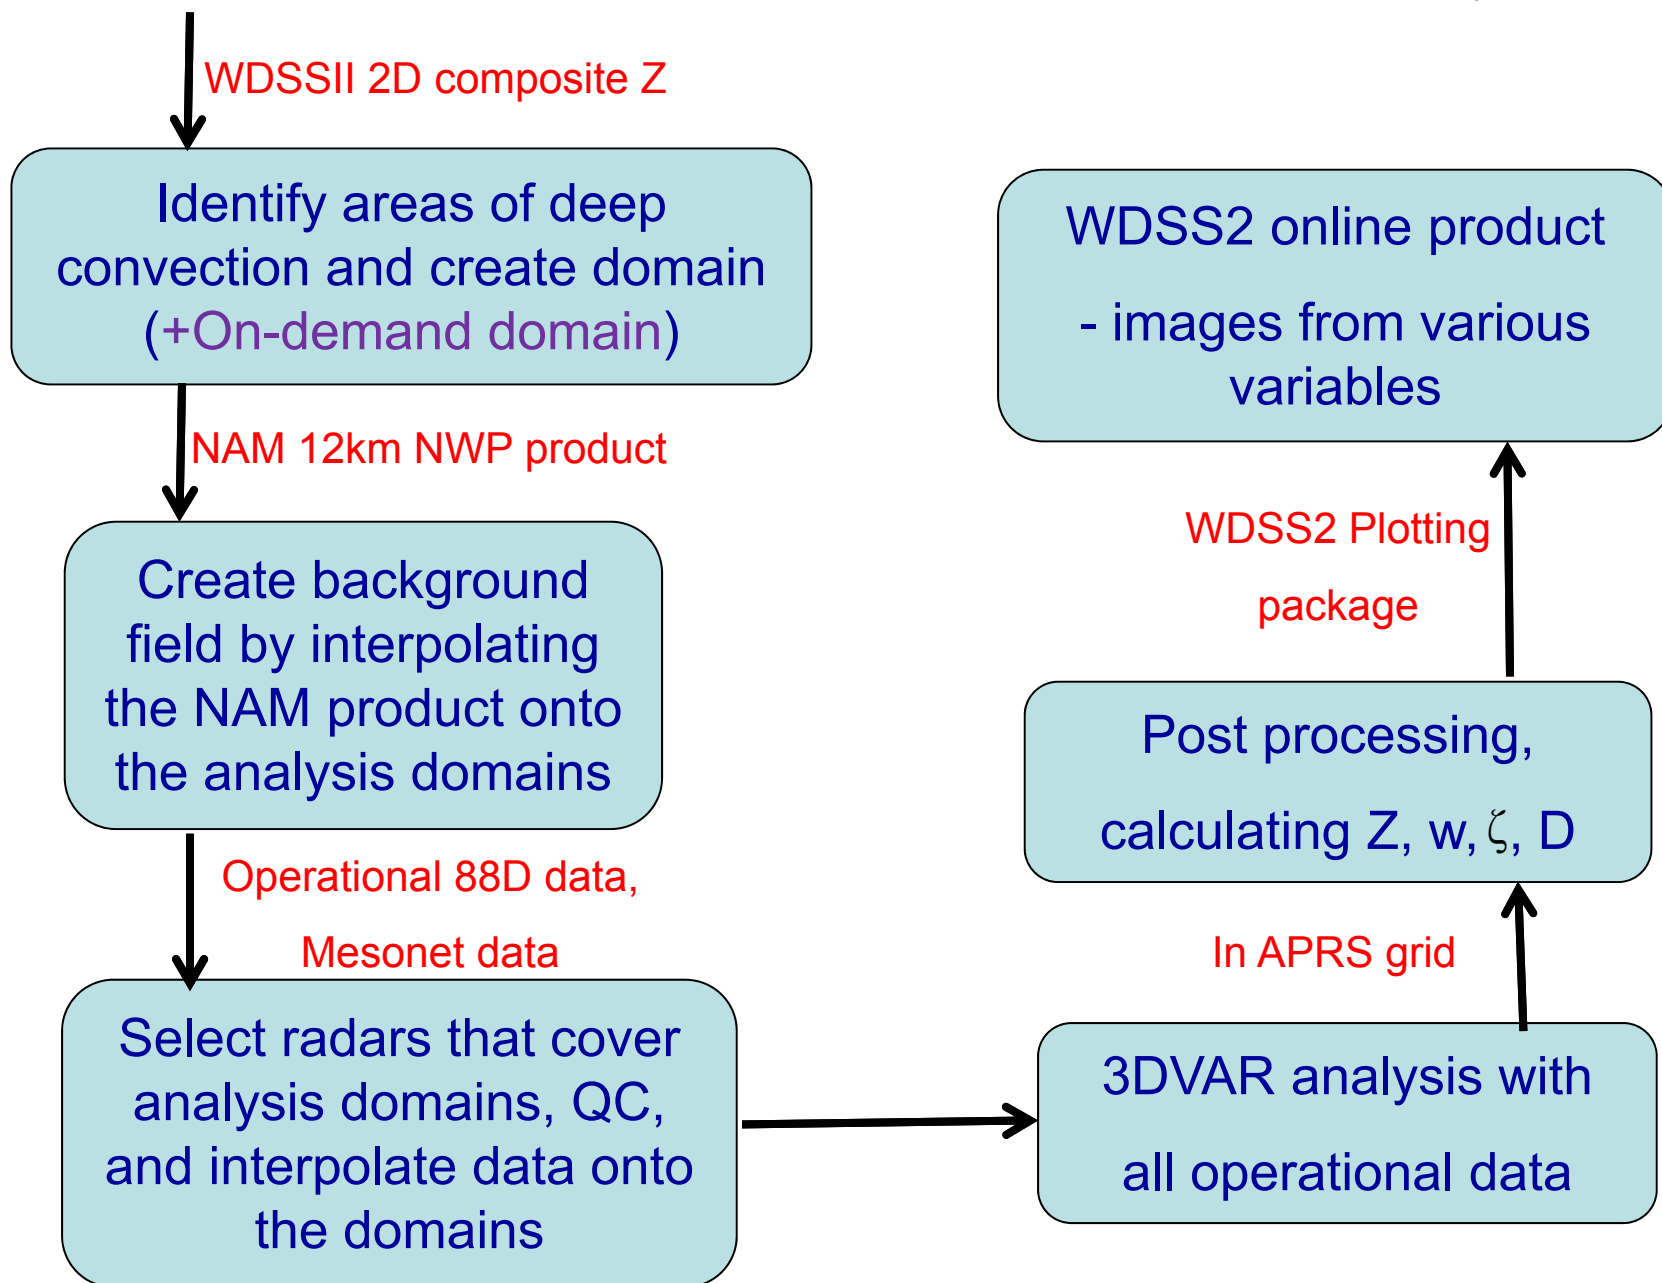 WDSSII 2D composite Z
Identify areas of deep
convection and create domain
(+On-demand domain)
NAM 12km NWP product
Create background
field by interpolating
the NAM product onto
the analysis domains
Operational 88D data,
Mesonet data
Select radars that cover
analysis domains, QC,
and interpolate data onto
the domains
3DVAR analysis with
all operational data
In APRS grid
Post processing,
calculating Z, w, ζ, D
WDSS2 Plotting
package
WDSS2 online product
- images from various
variables